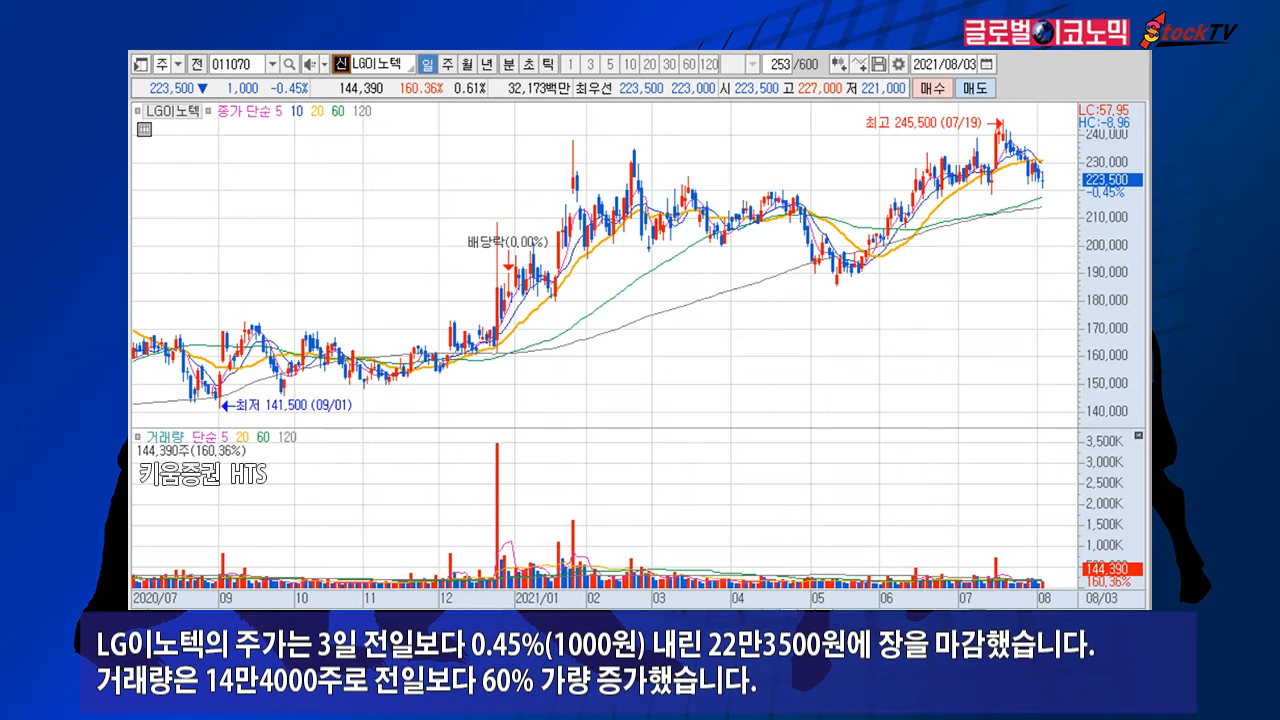 글로벌이코노믹 StockTV
주 전 011070 신 LG이노텍 일 주 월 년 분 초 틱 1 3 5 10 20 30 60 120 253/600 2021/08/03
223,500 ▼ 1,000 -0.45% 144,390 160.36% 0.61% 32,173백만 최우선 223,500 223,000 시 223,500 고 227,000 저 221,000 매수 매도
LG이노텍 종가 단순 5 10 20 60 120
LC:57.95
HC:-8.96
최고 245,500 (07/19)
240,000
230,000
223,500
-0.45%
210,000
배당락(0.00%)
200,000
190,000
180,000
170,000
160,000
150,000
최저 141,500 (09/01)
140,000
거래량 단순 5 20 60 120
144,390주(160.36%)
키움증권 HTS
3,500K
3,000K
2,500K
2,000K
1,500K
1,000K
144,390
160.36%
2020/07 09 10 11 12 2021/01 02 03 04 05 06 07 08 08/03
LG이노텍의 주가는 3일 전일보다 0.45%(1000원) 내린 22만3500원에 장을 마감했습니다.
거래량은 14만4000주로 전일보다 60% 가량 증가했습니다.